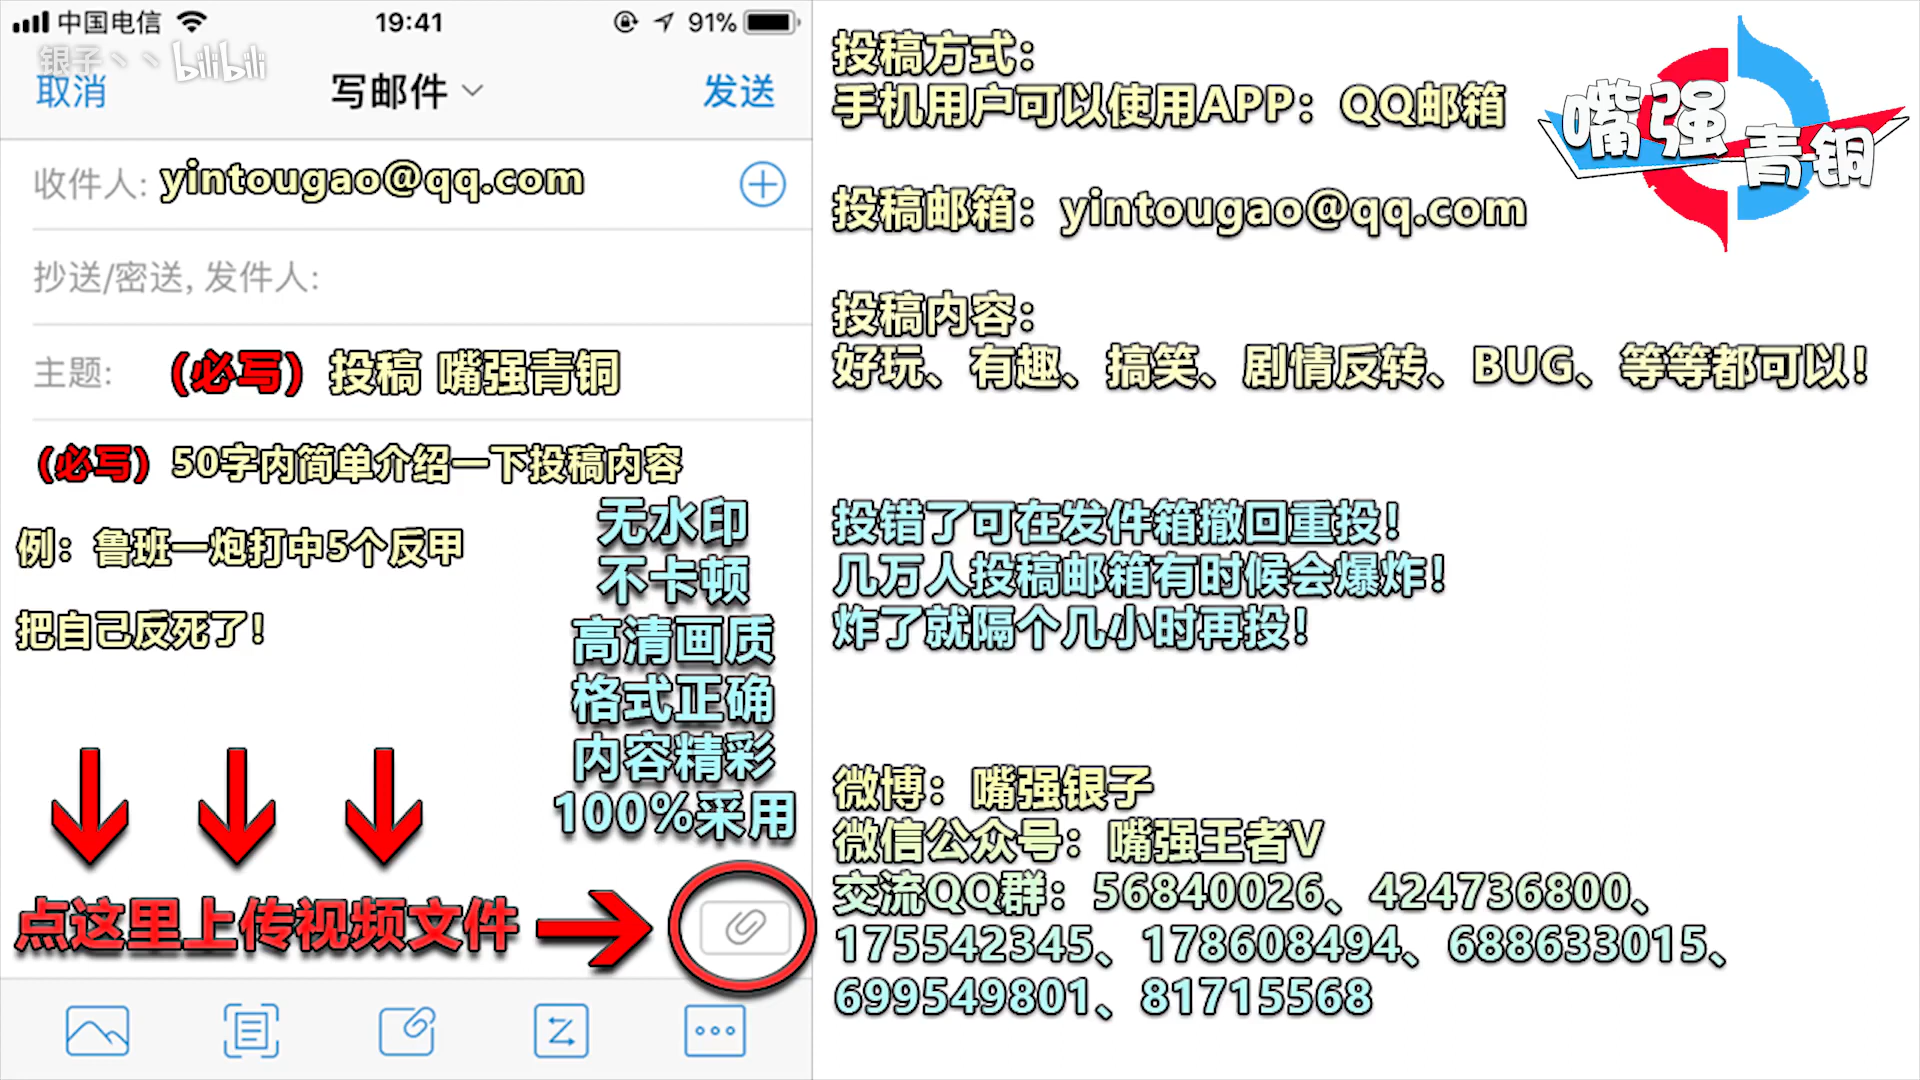 中国电信 19:41 91%
银子丶丶 bilibili
取消 写邮件 发送
收件人: yintougao@qq.com
抄送/密送, 发件人:
主题: （必写）投稿 嘴强青铜
（必写）50字内简单介绍一下投稿内容
例：鲁班一炮打中5个反甲
把自己反死了！
无水印
不卡顿
高清画质
格式正确
内容精彩
100%采用
点这里上传视频文件
投稿方式：
手机用户可以使用APP：QQ邮箱
投稿邮箱：yintougao@qq.com
投稿内容：
好玩、有趣、搞笑、剧情反转、BUG、等等都可以！
投错了可在发件箱撤回重投！
几万人投稿邮箱有时候会爆炸！
炸了就隔个几小时再投！
微博：嘴强银子
微信公众号：嘴强王者V
交流QQ群：56840026、424736800、
175542345、178608494、688633015、
699549801、81715568
嘴强青铜